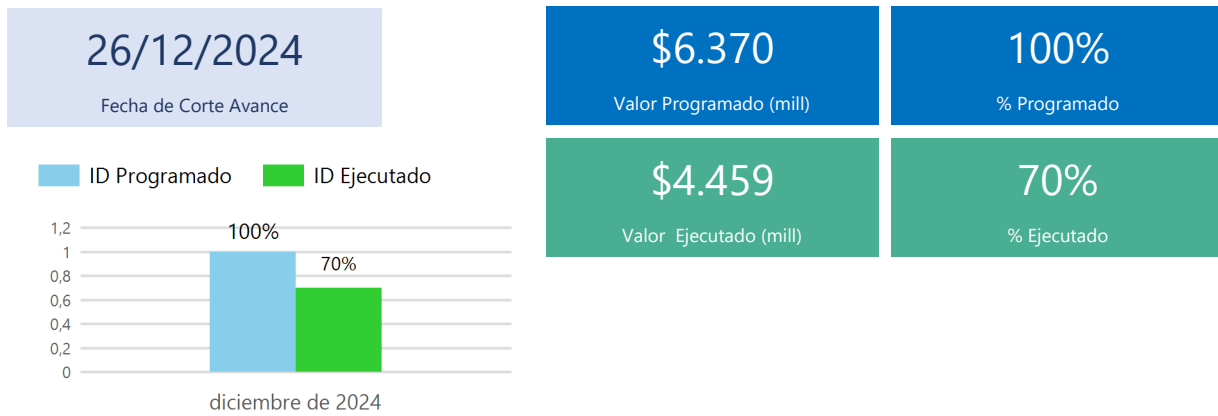 26/12/2024
Fecha de Corte Avance
$6.370
Valor Programado (mill)
100%
% Programado
$4.459
Valor  Ejecutado (mill)
70%
% Ejecutado
ID Programado
ID Ejecutado
1,2
1
0,8
0,6
0,4
0,2
0
100%
70%
diciembre de 2024